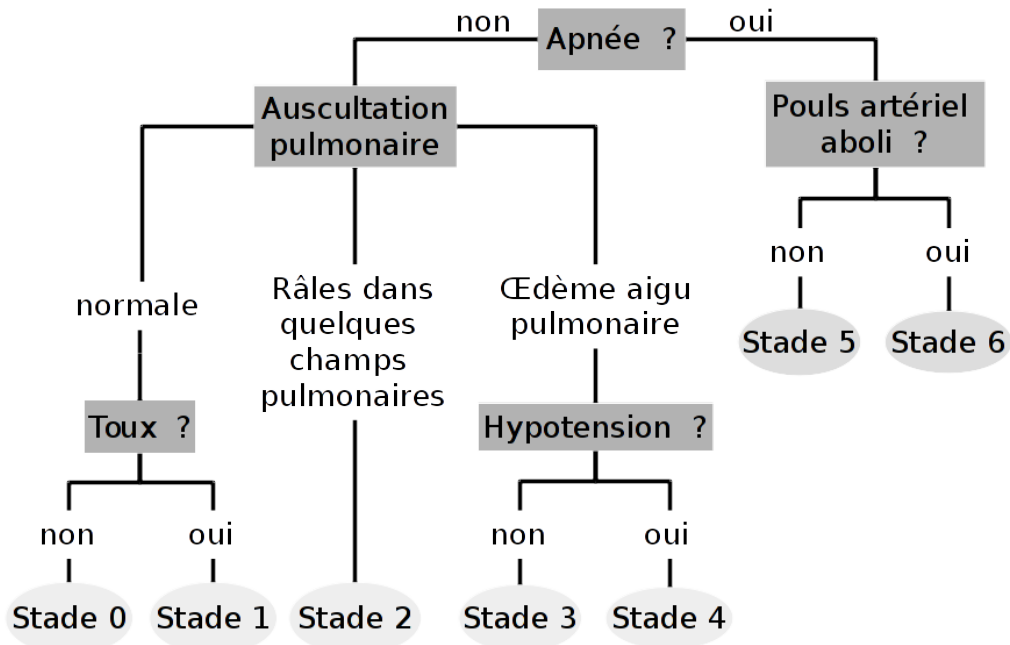 non
Apnée ?
oui
Auscultation
pulmonaire
Pouls artériel
aboli ?
normale
Râles dans
quelques
champs
pulmonaires
Œdème aigu
pulmonaire
non
oui
Stade 5
Stade 6
Toux ?
Hypotension ?
non
oui
non
oui
Stade 0
Stade 1
Stade 2
Stade 3
Stade 4